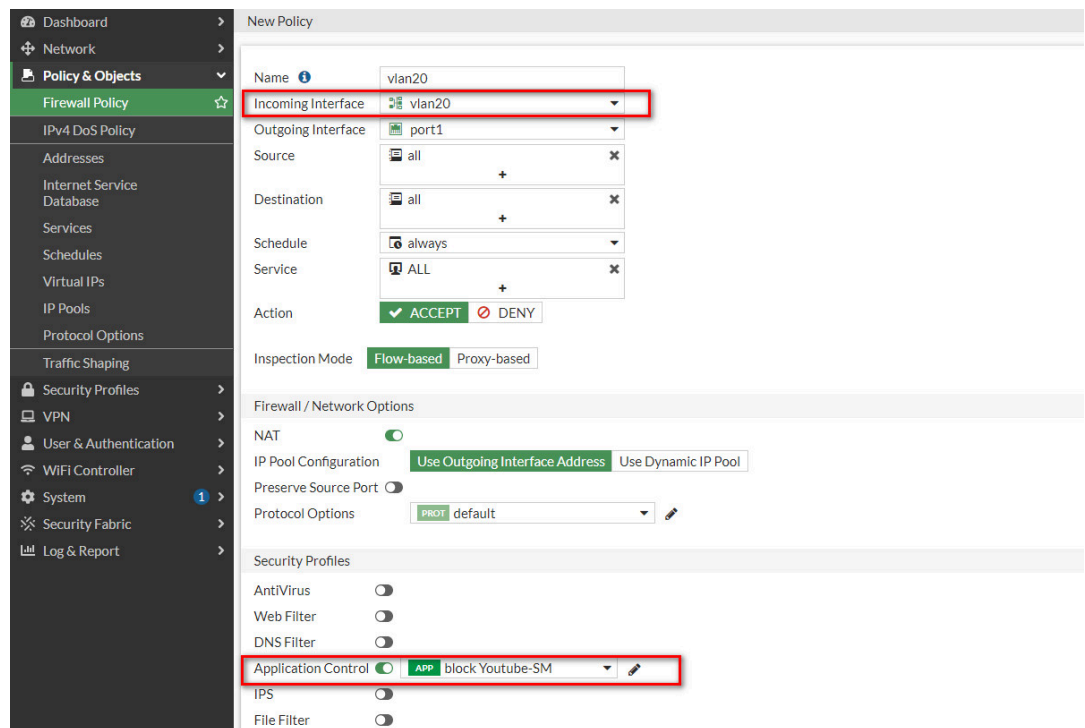 Dashboard
Network
Policy & Objects
Firewall Policy
IPv4 DoS Policy
Addresses
Internet Service
Database
Services
Schedules
Virtual IPs
IP Pools
Protocol Options
Traffic Shaping
Security Profiles
VPN
User & Authentication
WiFi Controller
System 1
Security Fabric
Log & Report
New Policy
Name vlan20
Incoming Interface vlan20
Outgoing Interface port1
Source all
+
Destination all
+
Schedule always
Service ALL
+
Action ACCEPT DENY
Inspection Mode Flow-based Proxy-based
Firewall / Network Options
NAT
IP Pool Configuration Use Outgoing Interface Address Use Dynamic IP Pool
Preserve Source Port
Protocol Options PROT default
Security Profiles
AntiVirus
Web Filter
DNS Filter
Application Control APP block Youtube-SM
IPS
File Filter